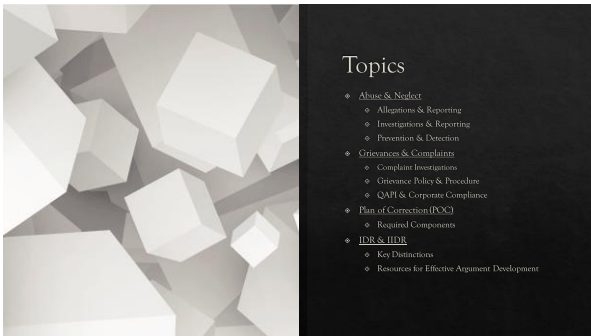 Topics
Abuse & Neglect
Allegations & Reporting
Investigations & Reporting
Prevention & Detection
Grievances & Complaints
Complaint Investigations
Grievance Policy & Procedure
QAPI & Corporate Compliance
Plan of Correction (POC)
Required Components
IDR & IIDR
Key Distinctions
Resources for Effective Argument Development